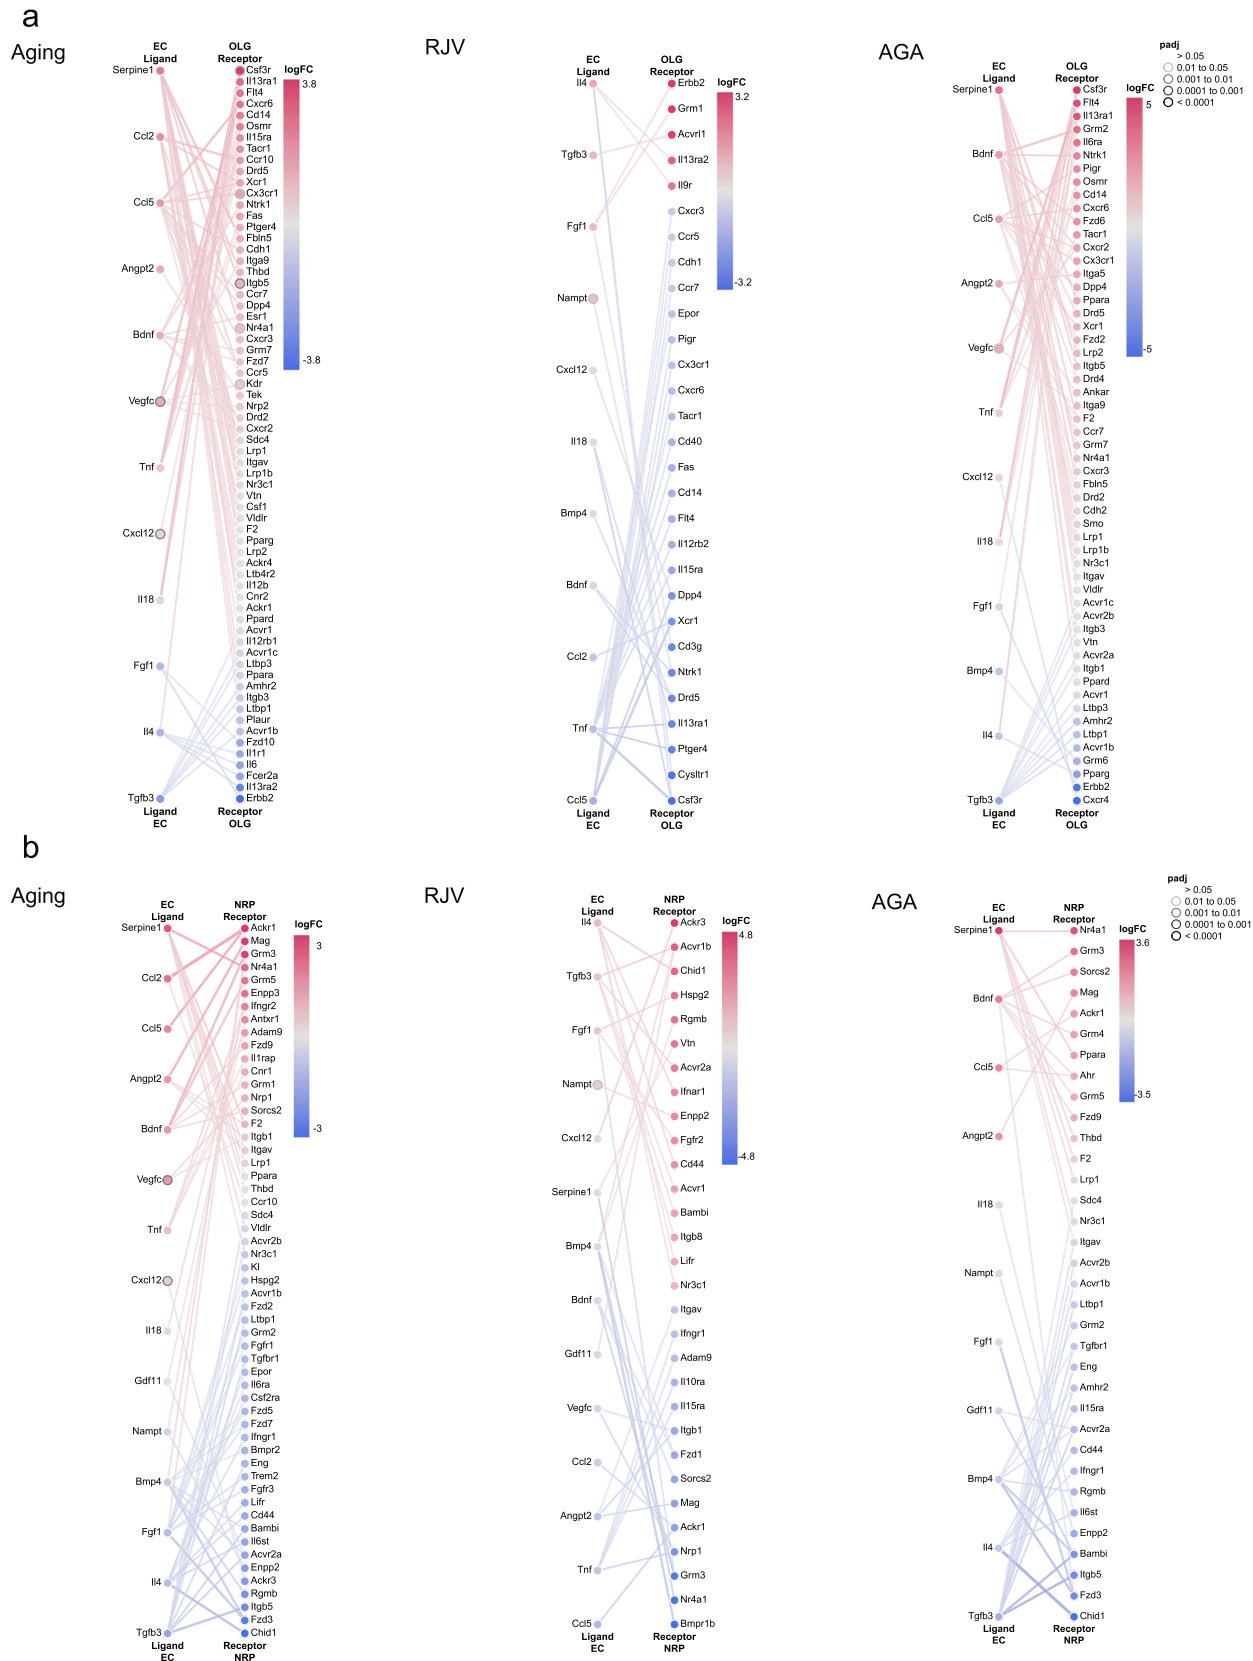 a
Aging
EC
Ligand
OLG
Receptor
logFC
3.8
-3.8
Serpine1
Ccl2
Ccl5
Angpt2
Bdnf
Vegfc
Tnf
Cxcl12
Il18
Fgf1
Il4
Tgfb3
Csf3r
Il13ra1
Flt4
Cxcr6
Cd14
Osmr
Il15ra
Tacr1
Ccr10
Drd5
Xcr1
Cx3cr1
Ntrk1
Fas
Ptger4
Fbln5
Cdh1
Itga9
Thbd
Itgb5
Ccr7
Dpp4
Esr1
Nr4a1
Cxcr3
Grm7
Fzd7
Ccr5
Kdr
Tek
Nrp2
Drd2
Cxcr2
Sdc4
Lrp1
Itgav
Lrp1b
Nr3c1
Vtn
Csf1
Vldlr
F2
Pparg
Lrp2
Ackr4
Ltb4r2
Il12b
Cnr2
Ackr1
Ppard
Acvr1
Il12rb1
Acvr1c
Ltbp3
Ppara
Amhr2
Itgb3
Ltbp1
Plaur
Acvr1b
Fzd10
Il1r1
Il6
Fcer2a
Il13ra2
Erbb2
Ligand
EC
Receptor
OLG
RJV
EC
Ligand
OLG
Receptor
logFC
3.2
-3.2
Il4
Tgfb3
Fgf1
Nampt
Cxcl12
Il18
Bmp4
Bdnf
Ccl2
Tnf
Ccl5
Erbb2
Grm1
Acvrl1
Il13ra2
Il9r
Cxcr3
Ccr5
Cdh1
Ccr7
Epor
Pigr
Cx3cr1
Cxcr6
Tacr1
Cd40
Fas
Cd14
Flt4
Il12rb2
Il15ra
Dpp4
Xcr1
Cd3g
Ntrk1
Drd5
Il13ra1
Ptger4
Cysltr1
Csf3r
Ligand
EC
Receptor
OLG
AGA
EC
Ligand
OLG
Receptor
logFC
5
-5
padj
> 0.05
0.01 to 0.05
0.001 to 0.01
0.0001 to 0.001
< 0.0001
Serpine1
Bdnf
Ccl5
Angpt2
Vegfc
Tnf
Cxcl12
Il18
Fgf1
Bmp4
Il4
Tgfb3
Csf3r
Flt4
Il13ra1
Grm2
Il6ra
Ntrk1
Pigr
Osmr
Cd14
Cxcr6
Fzd6
Tacr1
Cxcr2
Cx3cr1
Itga5
Dpp4
Ppara
Drd5
Xcr1
Fzd2
Lrp2
Itgb5
Drd4
Ankar
Itga9
F2
Ccr7
Grm7
Nr4a1
Cxcr3
Fbln5
Drd2
Cdh2
Smo
Lrp1
Lrp1b
Nr3c1
Itgav
Vldlr
Acvr1c
Acvr2b
Itgb3
Vtn
Acvr2a
Itgb1
Ppard
Acvr1
Ltbp3
Amhr2
Ltbp1
Acvr1b
Grm6
Pparg
Erbb2
Cxcr4
Ligand
EC
Receptor
OLG
b
Aging
EC
Ligand
NRP
Receptor
logFC
3
-3
Serpine1
Ccl2
Ccl5
Angpt2
Bdnf
Vegfc
Tnf
Cxcl12
Il18
Gdf11
Nampt
Bmp4
Fgf1
Il4
Tgfb3
Ackr1
Mag
Grm3
Nr4a1
Grm5
Enpp3
Ifngr2
Antxr1
Adam9
Fzd9
Il1rap
Cnr1
Grm1
Nrp1
Sorcs2
F2
Itgb1
Itgav
Lrp1
Ppara
Thbd
Ccr10
Sdc4
Vldlr
Acvr2b
Nr3c1
Kl
Hspg2
Acvr1b
Fzd2
Ltbp1
Grm2
Fgfr1
Tgfbr1
Epor
Il6ra
Csf2ra
Fzd5
Fzd7
Ifngr1
Bmpr2
Eng
Trem2
Fgfr3
Lifr
Cd44
Bambi
Il6st
Acvr2a
Enpp2
Ackr3
Rgmb
Itgb5
Fzd3
Chid1
Ligand
EC
Receptor
NRP
RJV
EC
Ligand
NRP
Receptor
logFC
4.8
-4.8
Il4
Tgfb3
Fgf1
Nampt
Cxcl12
Serpine1
Bmp4
Bdnf
Gdf11
Vegfc
Ccl2
Angpt2
Tnf
Ccl5
Ackr3
Acvr1b
Chid1
Hspg2
Rgmb
Vtn
Acvr2a
Ifnar1
Enpp2
Fgfr2
Cd44
Acvr1
Bambi
Itgb8
Lifr
Nr3c1
Itgav
Ifngr1
Adam9
Il10ra
Il15ra
Itgb1
Fzd1
Sorcs2
Mag
Ackr1
Nrp1
Grm3
Nr4a1
Bmpr1b
Ligand
EC
Receptor
NRP
AGA
EC
Ligand
NRP
Receptor
logFC
3.6
-3.5
padj
> 0.05
0.01 to 0.05
0.001 to 0.01
0.0001 to 0.001
< 0.0001
Serpine1
Bdnf
Ccl5
Angpt2
Il18
Nampt
Fgf1
Gdf11
Bmp4
Il4
Tgfb3
Nr4a1
Grm3
Sorcs2
Mag
Ackr1
Grm4
Ppara
Ahr
Grm5
Fzd9
Thbd
F2
Lrp1
Sdc4
Nr3c1
Itgav
Acvr2b
Acvr1b
Ltbp1
Grm2
Tgfbr1
Eng
Amhr2
Il15ra
Acvr2a
Cd44
Ifngr1
Rgmb
Il6st
Enpp2
Bambi
Itgb5
Fzd3
Chid1
Ligand
EC
Receptor
NRP